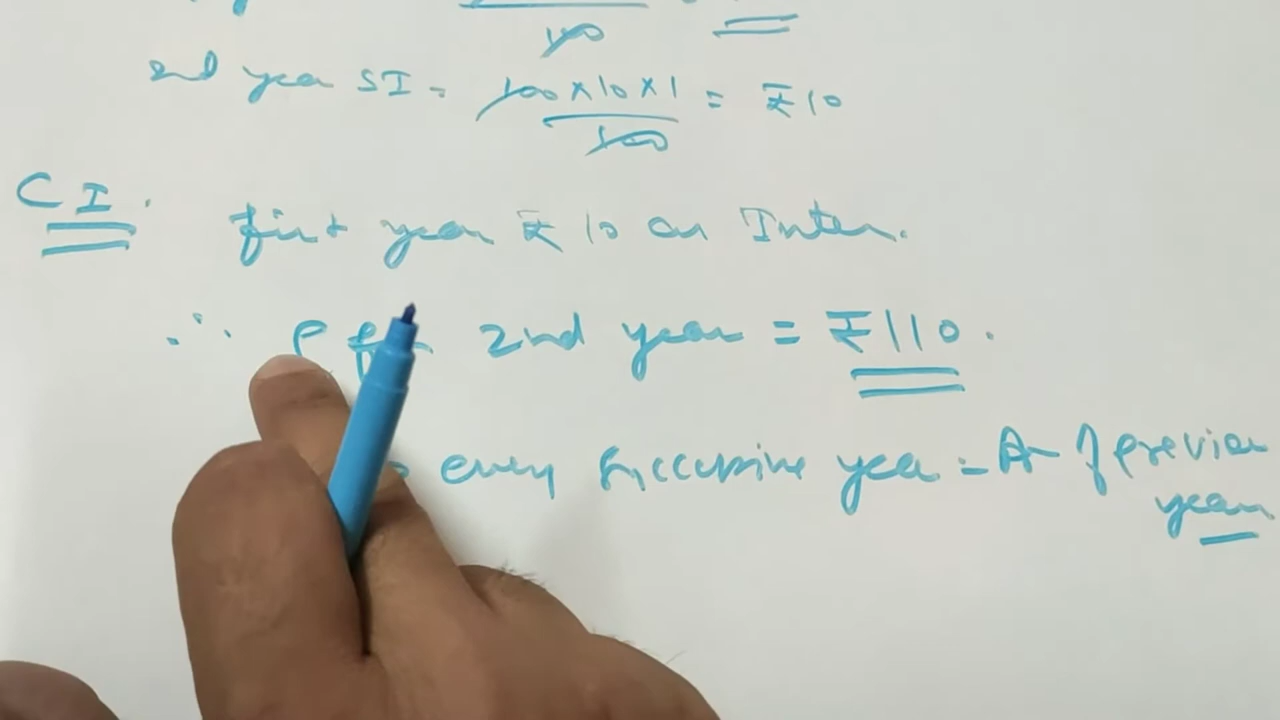 100
2nd year SI = 100 × 10 × 1 / 100 = ₹10
CI.
first year ₹ 10 as Inter.
∴ P for 2nd year = ₹110.
every successive year = A of previous year